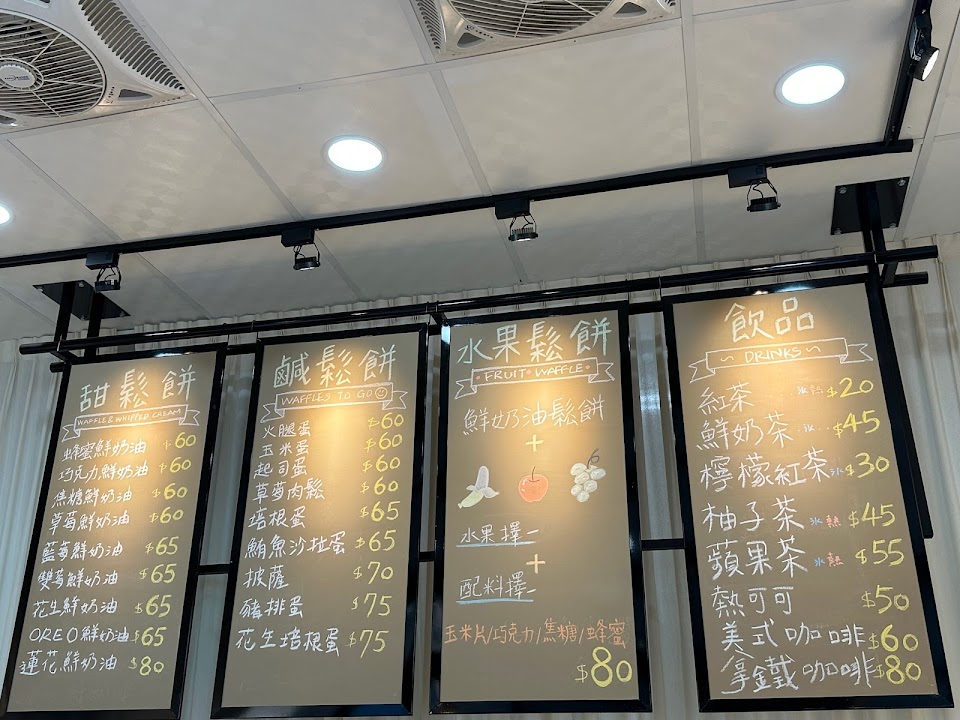 甜鬆餅
WAFFLE & WHIPPED CREAM
蜂蜜鮮奶油 $60
巧克力鮮奶油 $60
焦糖鮮奶油 $60
草莓鮮奶油 $60
藍莓鮮奶油 $65
雙莓鮮奶油 $65
花生鮮奶油 $65
OREO鮮奶油 $65
蓮花鮮奶油 $80
鹹鬆餅
WAFFLES TO GO
火腿蛋 $60
玉米蛋 $60
起司蛋 $60
草莓肉鬆 $60
培根蛋 $65
鮪魚沙拉蛋 $65
披薩 $70
豬排蛋 $75
花生培根蛋 $75
水果鬆餅
FRUIT WAFFLE
鮮奶油鬆餅
+
水果擇一
+
配料擇一
玉米片/巧克力/焦糖/蜂蜜
$80
飲品
~ DRINKS ~
紅茶 冰熱 $20
鮮奶茶 冰.. $45
檸檬紅茶 冰 $30
柚子茶 冰熱 $45
蘋果茶 冰熱 $55
熱可可 $50
美式咖啡 $60
拿鐵咖啡 $80